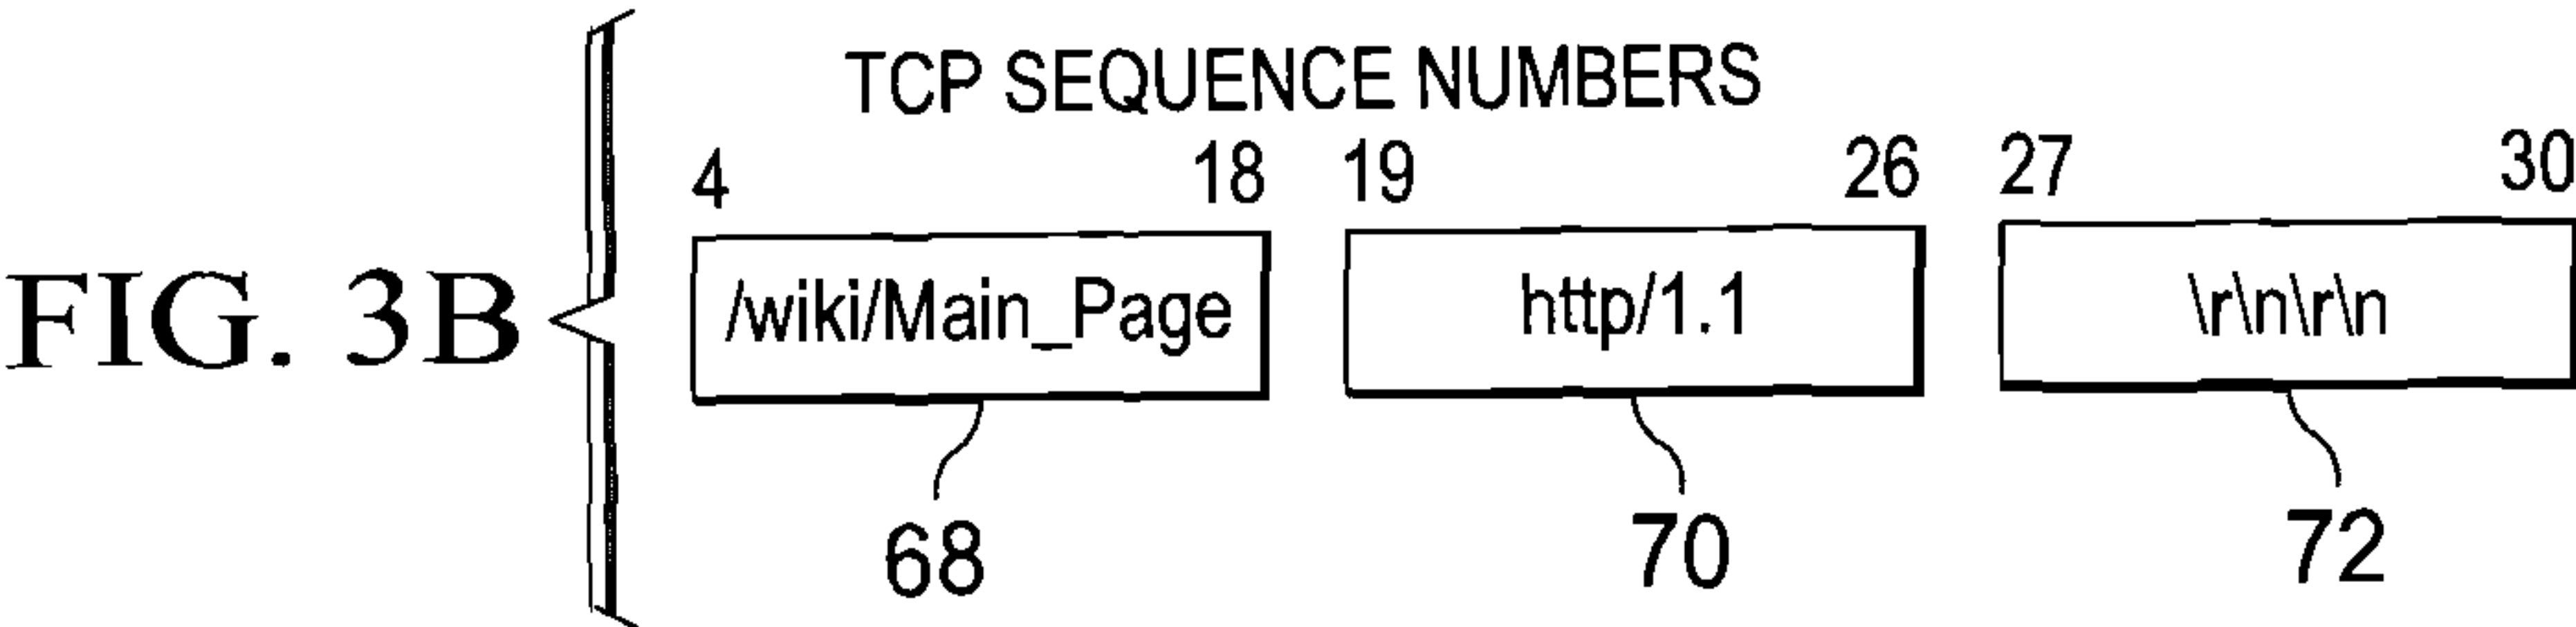 TCP SEQUENCE NUMBERS
4 18 19 26 27 30
FIG. 3B /wiki/Main_Page http/1.1 \r\n\r\n
68 70 72